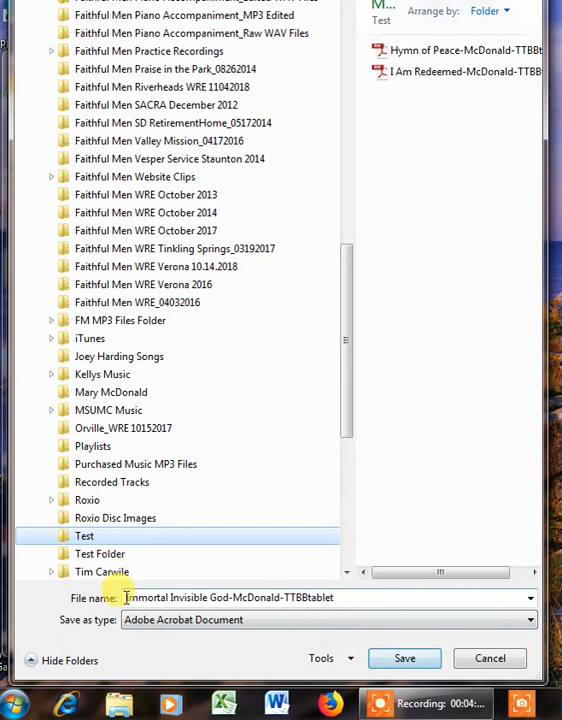 Faithful Men Piano Accompaniment_MP3 Edited
Faithful Men Piano Accompaniment_Raw WAV Files
Faithful Men Practice Recordings
Faithful Men Praise in the Park_08262014
Faithful Men Riverheads WRE 11042018
Faithful Men SACRA December 2012
Faithful Men SD RetirementHome_05172014
Faithful Men Valley Mission_04172016
Faithful Men Vesper Service Staunton 2014
Faithful Men Website Clips
Faithful Men WRE October 2013
Faithful Men WRE October 2014
Faithful Men WRE October 2017
Faithful Men WRE Tinkling Springs_03192017
Faithful Men WRE Verona 10.14.2018
Faithful Men WRE Verona 2016
Faithful Men WRE_04032016
FM MP3 Files Folder
iTunes
Joey Harding Songs
Kellys Music
Mary McDonald
MSUMC Music
Orville_WRE 10152017
Playlists
Purchased Music MP3 Files
Recorded Tracks
Roxio
Roxio Disc Images
Test
Test Folder
Tim Carwile
M...
Test
Arrange by: Folder
Hymn of Peace-McDonald-TTBBt
I Am Redeemed-McDonald-TTBB
File name: Immortal Invisible God-McDonald-TTBBtablet
Save as type: Adobe Acrobat Document
Hide Folders
Tools
Save
Cancel
Recording: 00:04:...